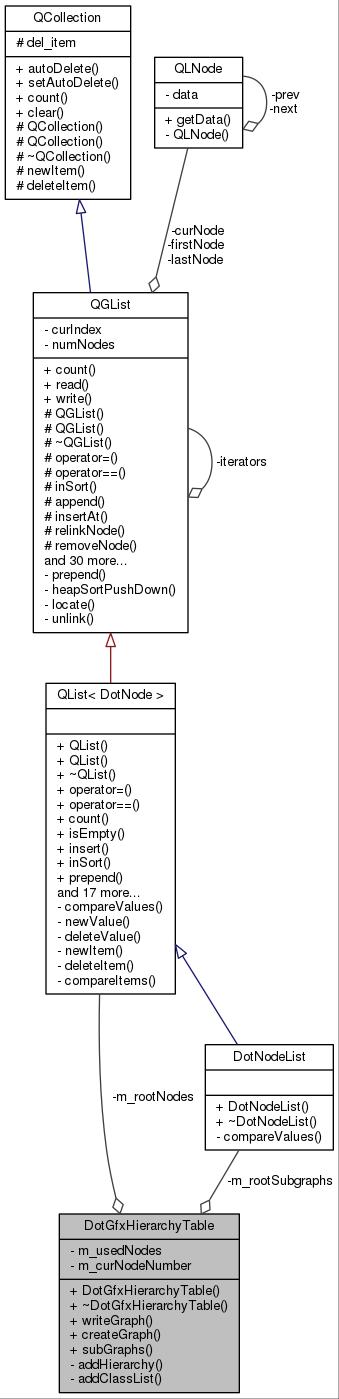 QCollection
# del_item
+ autoDelete()
+ setAutoDelete()
+ count()
+ clear()
# QCollection()
# QCollection()
# ~QCollection()
# newItem()
# deleteItem()
QLNode
- data
+ getData()
- QLNode()
-prev
-next
-curNode
-firstNode
-lastNode
QGList
- curIndex
- numNodes
+ count()
+ read()
+ write()
# QGList()
# QGList()
# ~QGList()
# operator=()
# operator==()
# inSort()
# append()
# insertAt()
# relinkNode()
# removeNode()
and 30 more...
- prepend()
- heapSortPushDown()
- locate()
- unlink()
-iterators
QList< DotNode >
+ QList()
+ QList()
+ ~QList()
+ operator=()
+ operator==()
+ count()
+ isEmpty()
+ insert()
+ inSort()
+ prepend()
and 17 more...
- compareValues()
- newValue()
- deleteValue()
- newItem()
- deleteItem()
- compareItems()
DotNodeList
+ DotNodeList()
+ ~DotNodeList()
- compareValues()
-m_rootNodes
-m_rootSubgraphs
DotGfxHierarchyTable
- m_usedNodes
- m_curNodeNumber
+ DotGfxHierarchyTable()
+ ~DotGfxHierarchyTable()
+ writeGraph()
+ createGraph()
+ subGraphs()
- addHierarchy()
- addClassList()